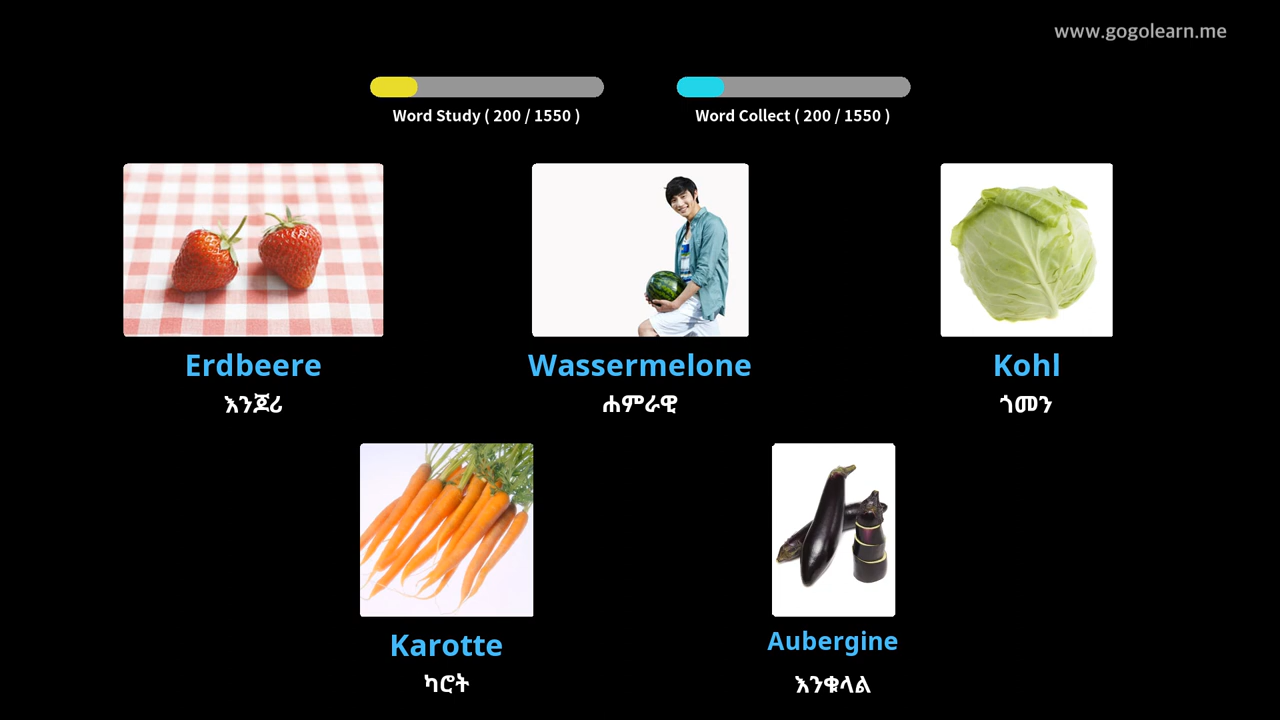 www.gogolearn.me
Word Study ( 200 / 1550 )
Word Collect ( 200 / 1550 )
Erdbeere
እንጆሪ
Wassermelone
ሐምራዊ
Kohl
ጎመን
Karotte
ካሮት
Aubergine
እንቁላል